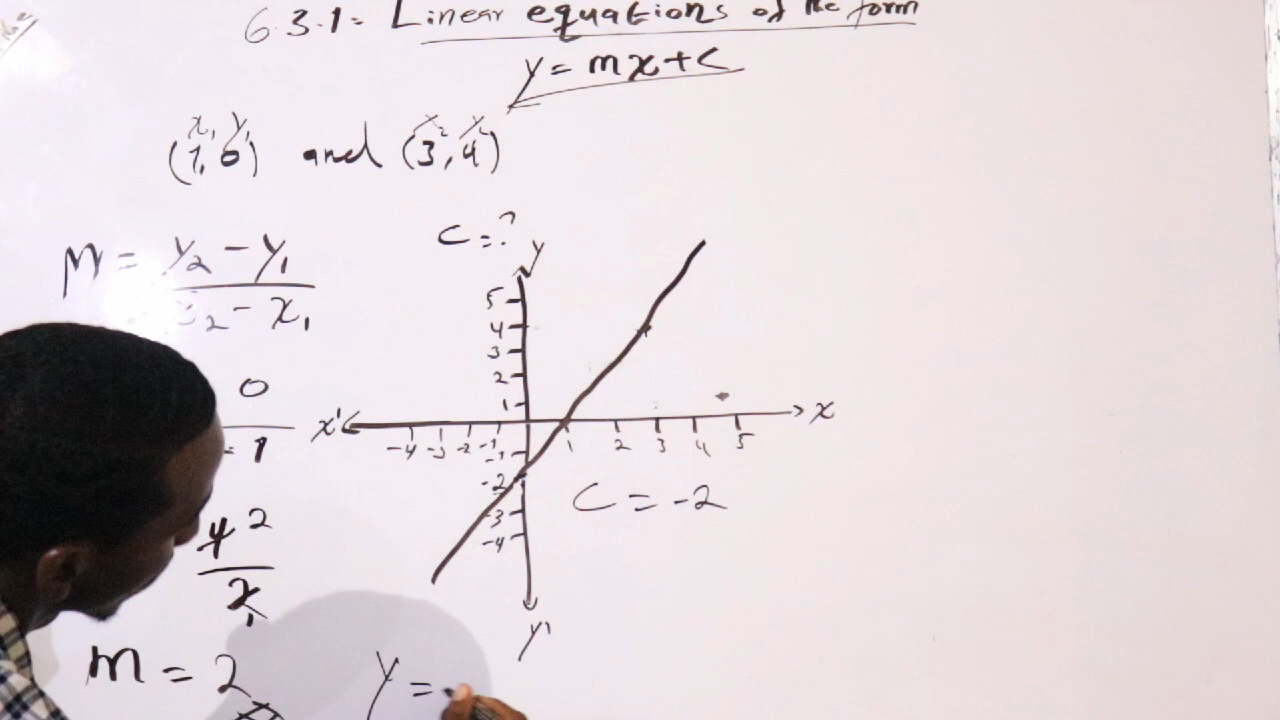 6.3.1 = Linear equations of the form
y = mx + c
x₁ y₁ x₂ y₂
(1, 0) and (3, 4)
M = y₂ - y₁
x₂ - x₁
0
- 1
4 2
2 1
m = 2
y =
c = ?
y
5
4
3
2
1
x' -4 -3 -2 -1 1 2 3 4 5 x
-1
-2
-3
-4
y'
C = -2